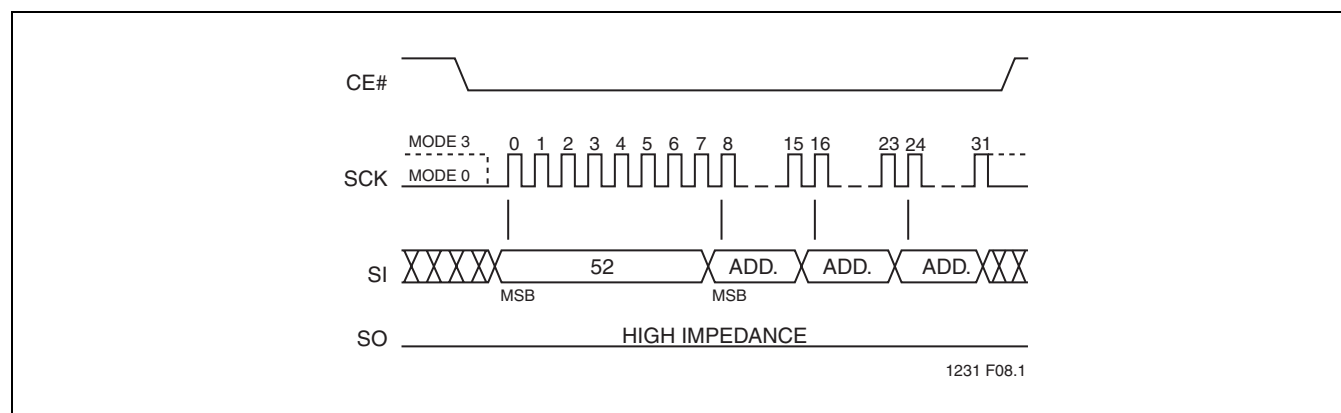 CE#
MODE 3
0 1 2 3 4 5 6 7 8 15 16 23 24 31
SCK
MODE 0
SI
52 ADD. ADD. ADD.
MSB MSB
SO
HIGH IMPEDANCE
1231 F08.1